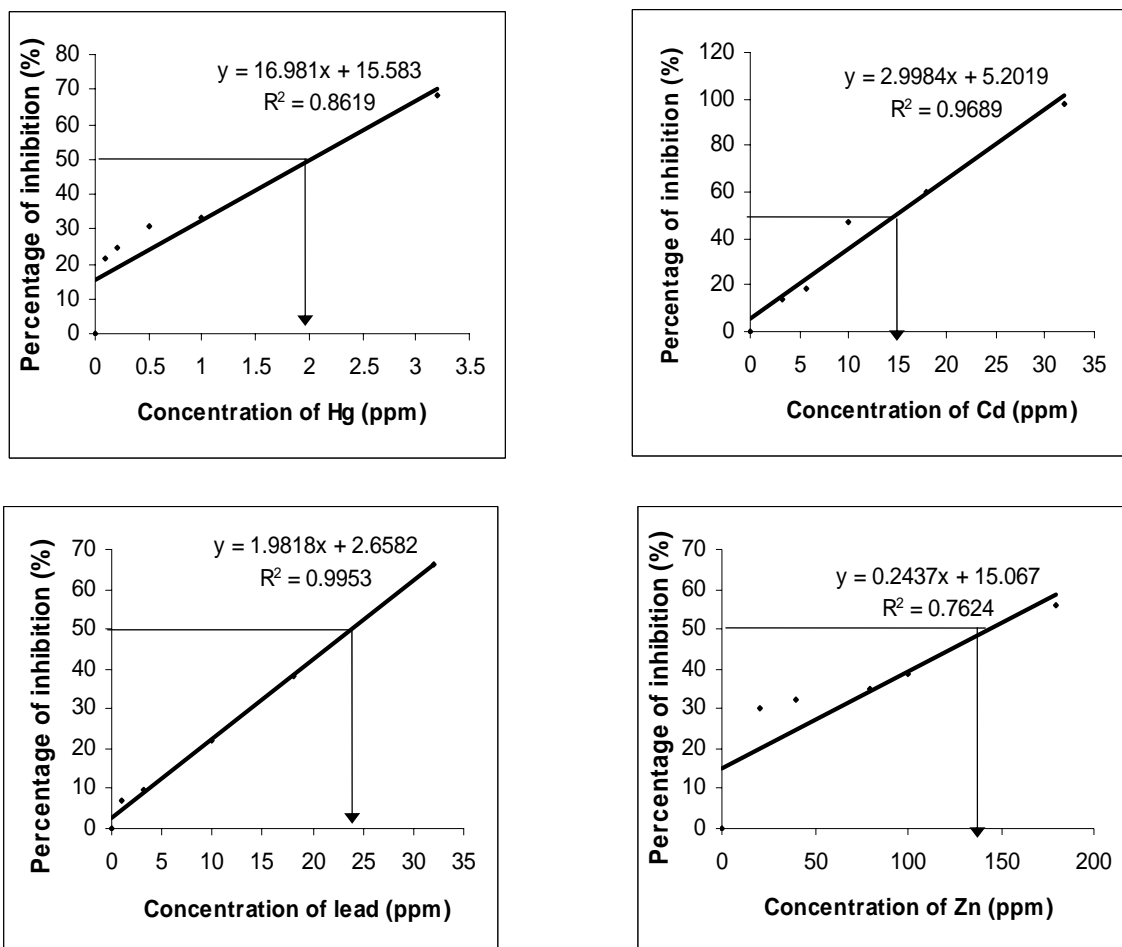 Percentage of inhibition (%)
80
70
60
50
40
30
20
10
0
y = 16.981x + 15.583
R² = 0.8619
0 0.5 1 1.5 2 2.5 3 3.5
Concentration of Hg (ppm)
Percentage of inhibition (%)
120
100
80
60
40
20
0
y = 2.9984x + 5.2019
R² = 0.9689
0 5 10 15 20 25 30 35
Concentration of Cd (ppm)
Percentage of inhibition (%)
70
60
50
40
30
20
10
0
y = 1.9818x + 2.6582
R² = 0.9953
0 5 10 15 20 25 30 35
Concentration of lead (ppm)
Percentage of inhibition (%)
70
60
50
40
30
20
10
0
y = 0.2437x + 15.067
R² = 0.7624
0 50 100 150 200
Concentration of Zn (ppm)